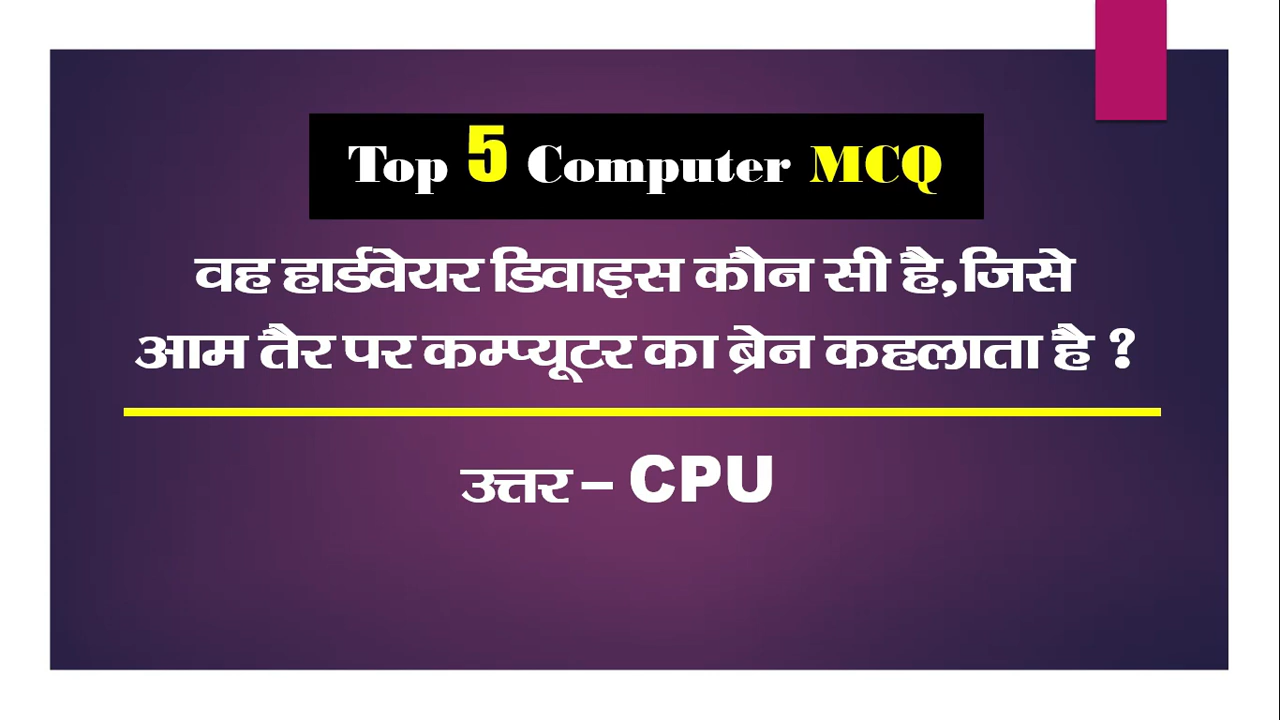 Top 5 Computer MCQ
वह हार्डवेयर डिवाइस कौन सी है,जिसे
आम तैर पर कम्प्यूटर का ब्रेन कहलाता है ?
उत्तर – CPU